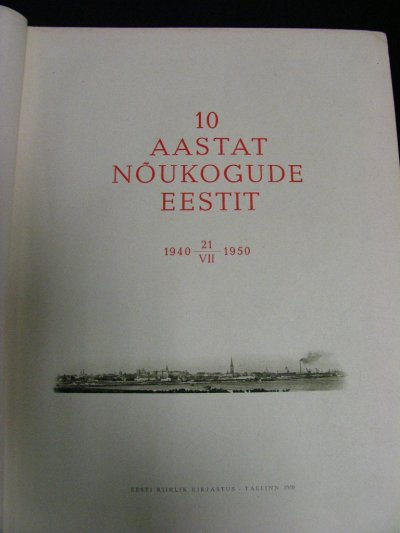 10
AASTAT
NÕUKOGUDE
EESTIT
1940 21/VII 1950
EESTI RIIKLIK KIRJASTUS · TALLINN 1950